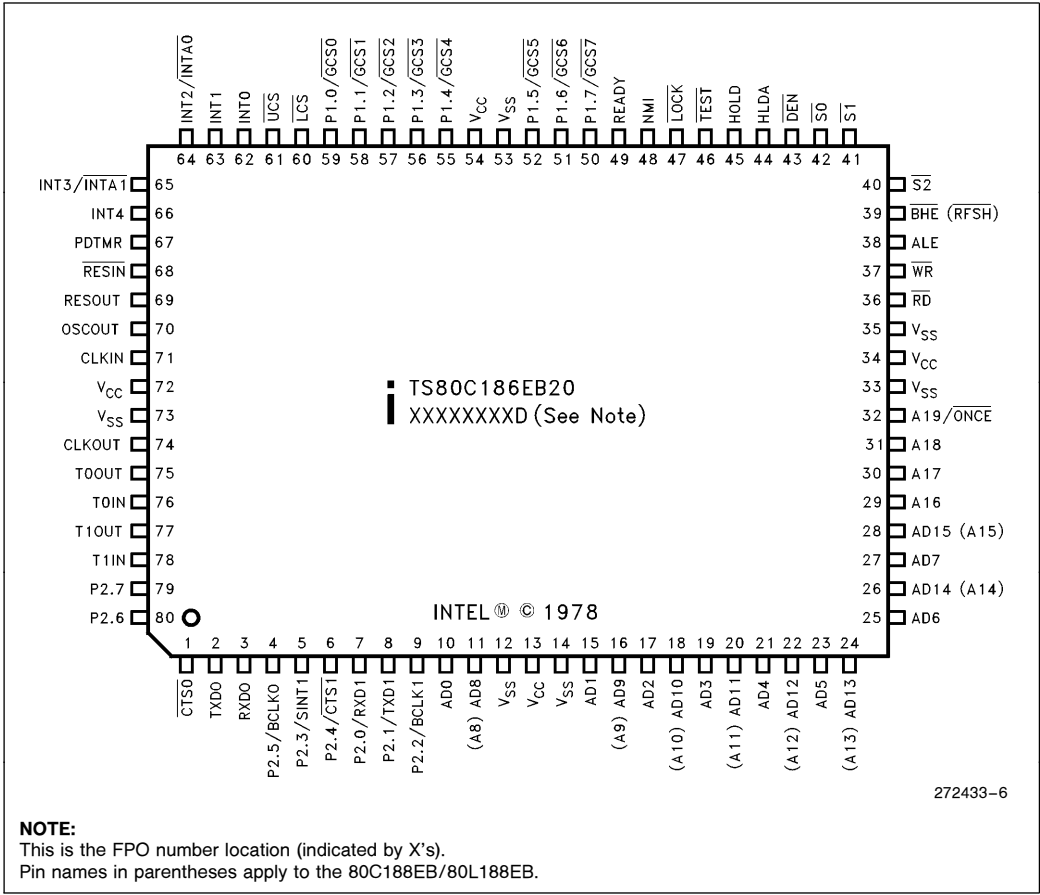 INT2/INTA0
INT1
INT0
UCS
LCS
P1.0/GCS0
P1.1/GCS1
P1.2/GCS2
P1.3/GCS3
P1.4/GCS4
VCC
VSS
P1.5/GCS5
P1.6/GCS6
P1.7/GCS7
READY
NMI
LOCK
TEST
HOLD
HLDA
DEN
S0
S1
64 63 62 61 60 59 58 57 56 55 54 53 52 51 50 49 48 47 46 45 44 43 42 41
INT3/INTA1 65
INT4 66
PDTMR 67
RESIN 68
RESOUT 69
OSCOUT 70
CLKIN 71
VCC 72
VSS 73
CLKOUT 74
T0OUT 75
T0IN 76
T1OUT 77
T1IN 78
P2.7 79
P2.6 80
TS80C186EB20
XXXXXXXXD (See Note)
INTEL Ⓜ © 1978
40 S2
39 BHE (RFSH)
38 ALE
37 WR
36 RD
35 VSS
34 VCC
33 VSS
32 A19/ONCE
31 A18
30 A17
29 A16
28 AD15 (A15)
27 AD7
26 AD14 (A14)
25 AD6
1 2 3 4 5 6 7 8 9 10 11 12 13 14 15 16 17 18 19 20 21 22 23 24
CTS0
TXD0
RXD0
P2.5/BCLK0
P2.3/SINT1
P2.4/CTS1
P2.0/RXD1
P2.1/TXD1
P2.2/BCLK1
AD0
(A8) AD8
VSS
VCC
VSS
AD1
(A9) AD9
AD2
(A10) AD10
AD3
(A11) AD11
AD4
(A12) AD12
AD5
(A13) AD13
272433–6
NOTE:
This is the FPO number location (indicated by X's).
Pin names in parentheses apply to the 80C188EB/80L188EB.